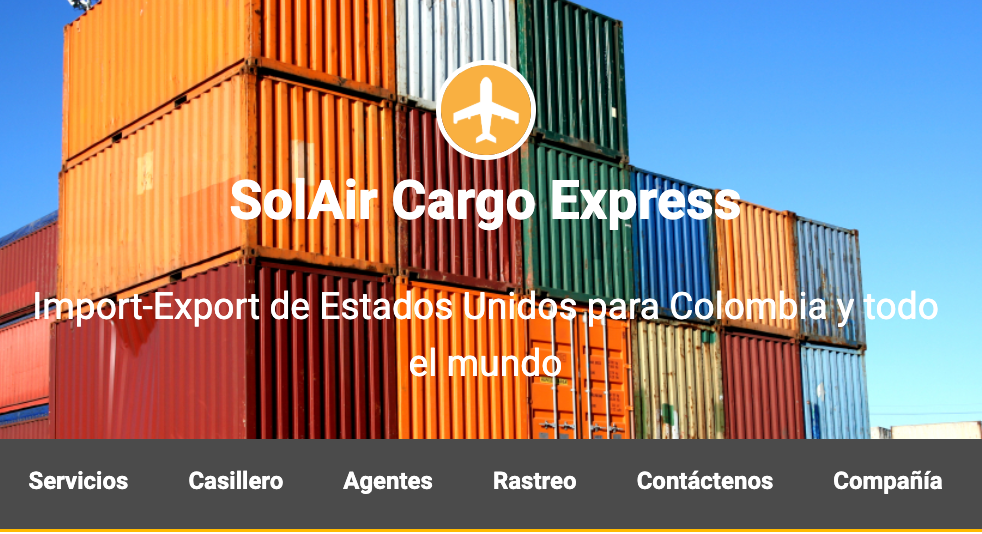 SolAir Cargo Express
Import-Export de Estados Unidos para Colombia y todo
el mundo
Servicios Casillero Agentes Rastreo Contáctenos Compañía